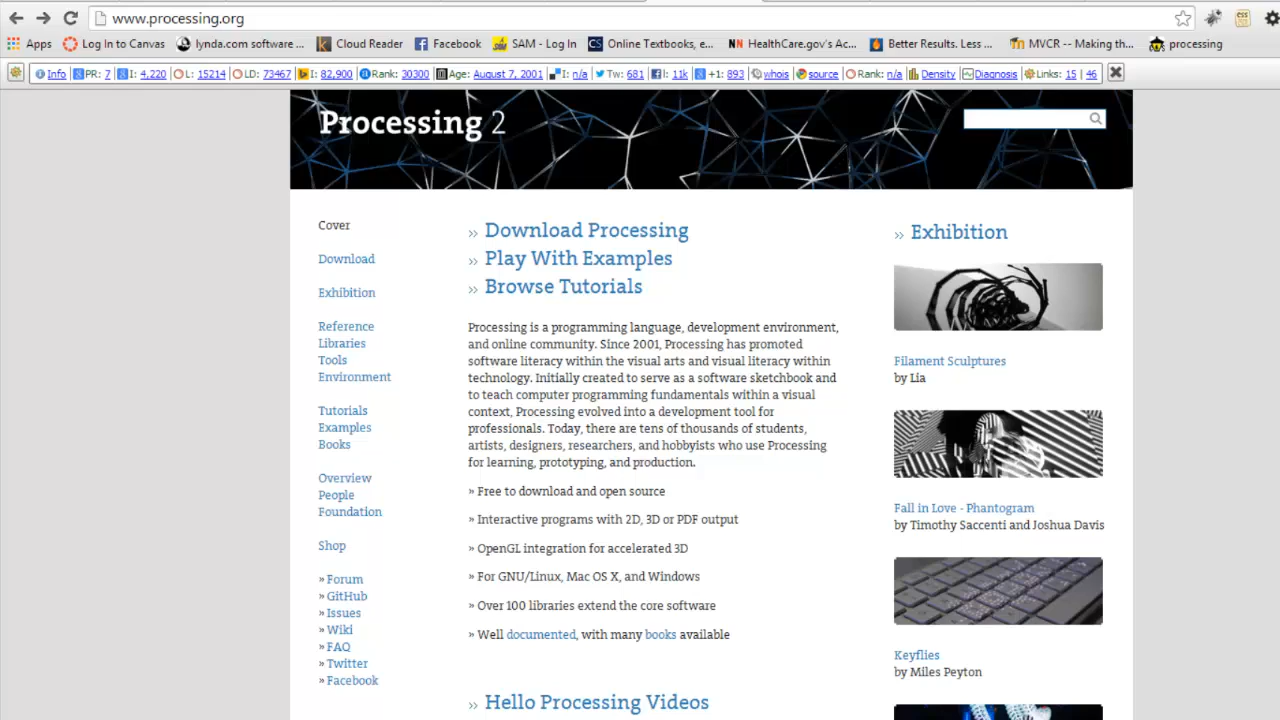 www.processing.org
Apps Log In to Canvas lynda.com software ... Cloud Reader Facebook SAM - Log In Online Textbooks, e... HealthCare.gov's Ac... Better Results. Less ... MVCR -- Making th... processing
Info PR: 7 I: 4,220 L: 15214 LD: 73467 I: 82,900 Rank: 30300 Age: August 7, 2001 I: n/a Tw: 681 I: 11k +1: 893 whois source Rank: n/a Density Diagnosis Links: 15 | 46
Processing 2
Cover
Download
Exhibition
Reference
Libraries
Tools
Environment
Tutorials
Examples
Books
Overview
People
Foundation
Shop
» Forum
» GitHub
» Issues
» Wiki
» FAQ
» Twitter
» Facebook
» Download Processing
» Play With Examples
» Browse Tutorials
Processing is a programming language, development environment,
and online community. Since 2001, Processing has promoted
software literacy within the visual arts and visual literacy within
technology. Initially created to serve as a software sketchbook and
to teach computer programming fundamentals within a visual
context, Processing evolved into a development tool for
professionals. Today, there are tens of thousands of students,
artists, designers, researchers, and hobbyists who use Processing
for learning, prototyping, and production.
» Free to download and open source
» Interactive programs with 2D, 3D or PDF output
» OpenGL integration for accelerated 3D
» For GNU/Linux, Mac OS X, and Windows
» Over 100 libraries extend the core software
» Well documented, with many books available
» Hello Processing Videos
» Exhibition
Filament Sculptures
by Lia
Fall in Love - Phantogram
by Timothy Saccenti and Joshua Davis
Keyflies
by Miles Peyton